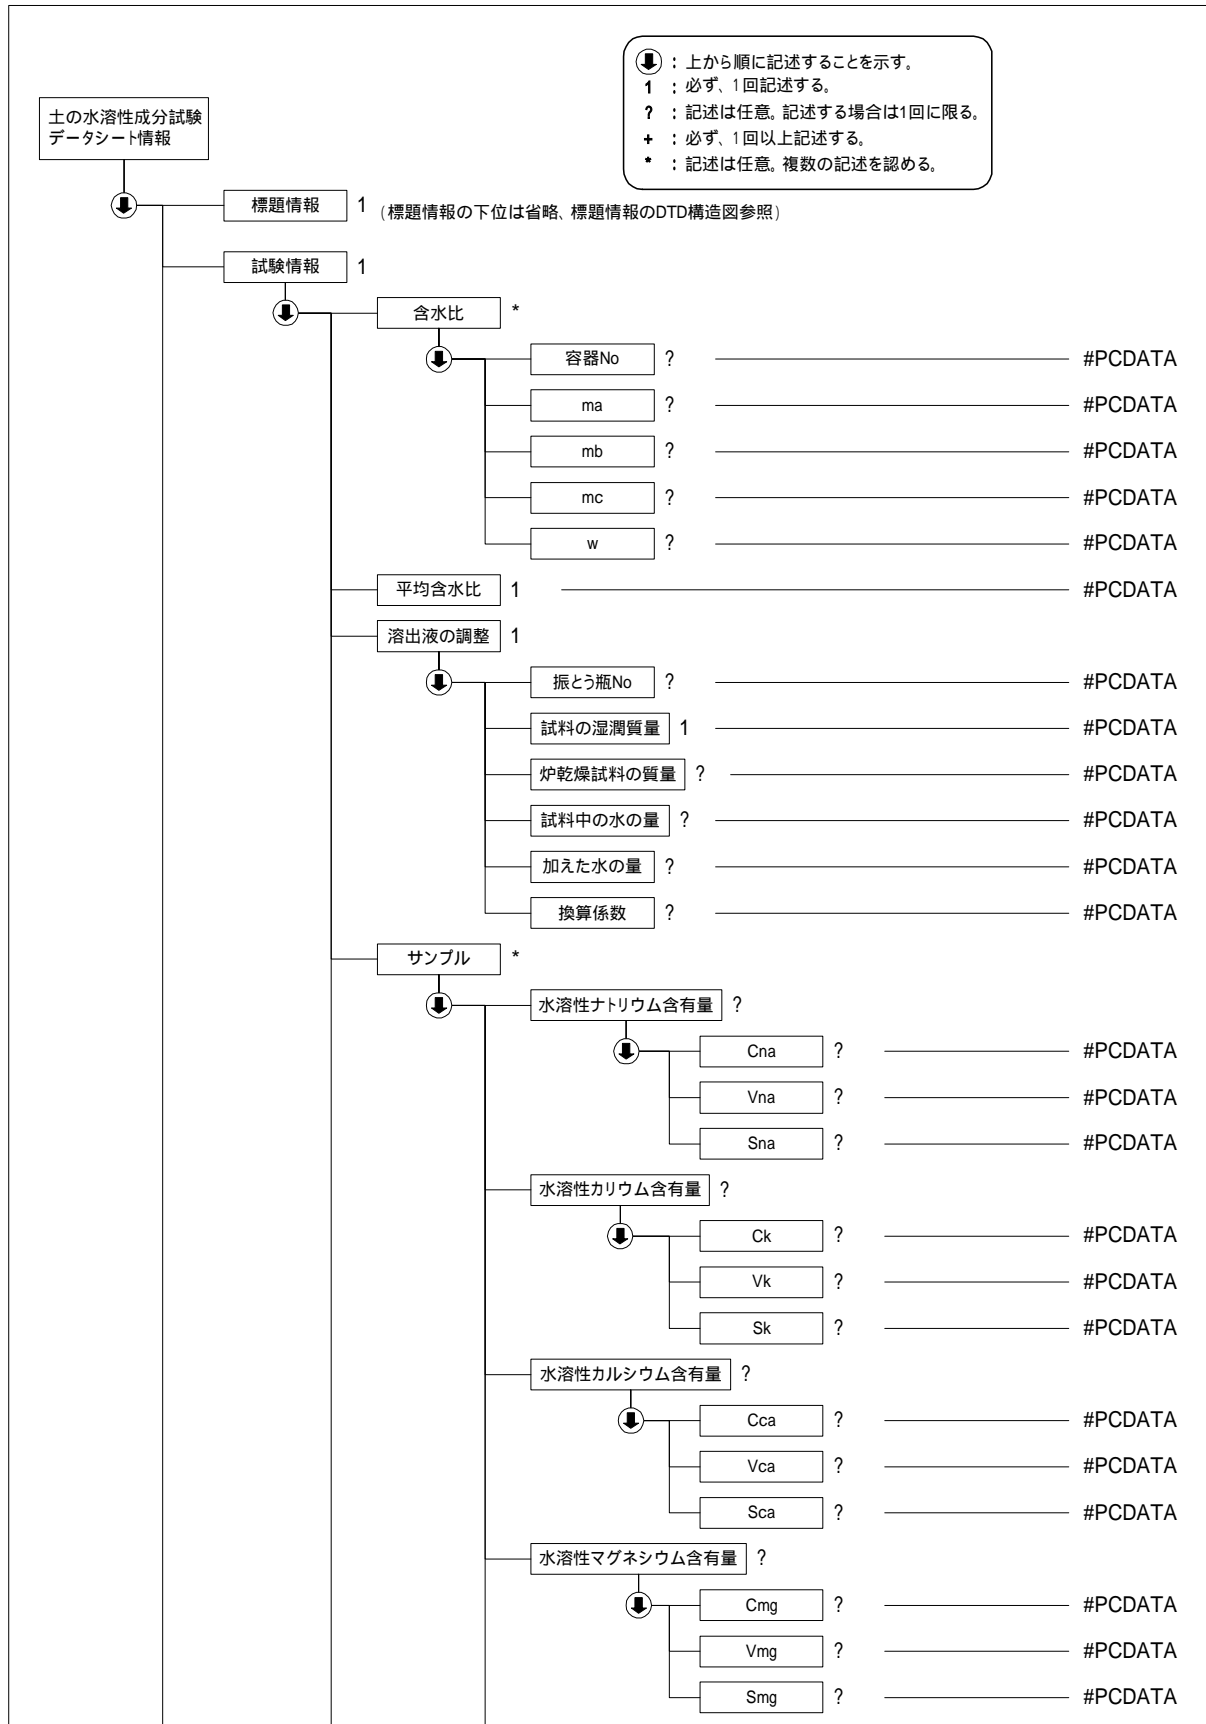 ：上から順に記述することを示す。
1 ：必ず、1回記述する。
? ：記述は任意。記述する場合は1回に限る。
+ ：必ず、1回以上記述する。
* ：記述は任意。複数の記述を認める。
土の水溶性成分試験
データシート情報
標題情報 1 (標題情報の下位は省略、標題情報のDTD構造図参照)
試験情報 1
含水比 *
容器No ? #PCDATA
ma ? #PCDATA
mb ? #PCDATA
mc ? #PCDATA
w ? #PCDATA
平均含水比 1 #PCDATA
溶出液の調整 1
振とう瓶No ? #PCDATA
試料の湿潤質量 1 #PCDATA
炉乾燥試料の質量 ? #PCDATA
試料中の水の量 ? #PCDATA
加えた水の量 ? #PCDATA
換算係数 ? #PCDATA
サンプル *
水溶性ナトリウム含有量 ?
Cna ? #PCDATA
Vna ? #PCDATA
Sna ? #PCDATA
水溶性カリウム含有量 ?
Ck ? #PCDATA
Vk ? #PCDATA
Sk ? #PCDATA
水溶性カルシウム含有量 ?
Cca ? #PCDATA
Vca ? #PCDATA
Sca ? #PCDATA
水溶性マグネシウム含有量 ?
Cmg ? #PCDATA
Vmg ? #PCDATA
Smg ? #PCDATA